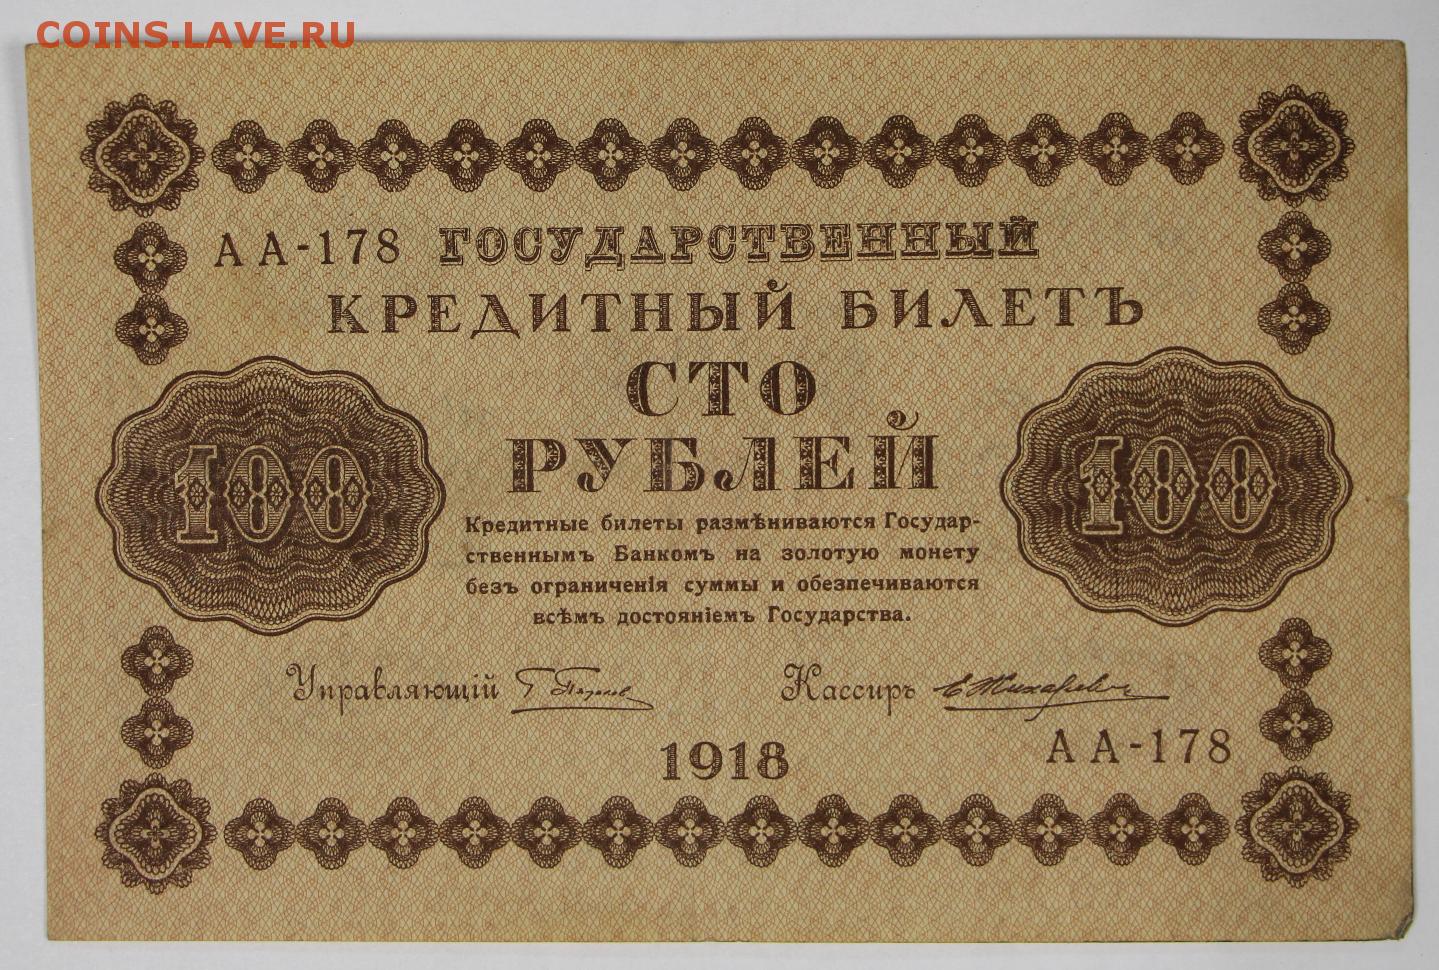 COINS.LAVE.RU
АА-178 ГОСУДАРСТВЕННЫЙ
КРЕДИТНЫЙ БИЛЕТЪ
СТО
РУБЛЕЙ
100
100
Кредитные билеты размѣниваются Государ-
ственнымъ Банкомъ на золотую монету
безъ ограниченія суммы и обезпечиваются
всѣмъ достояніемъ Государства.
Управляющій
Кассиръ Е Жихаревъ
1918
АА-178